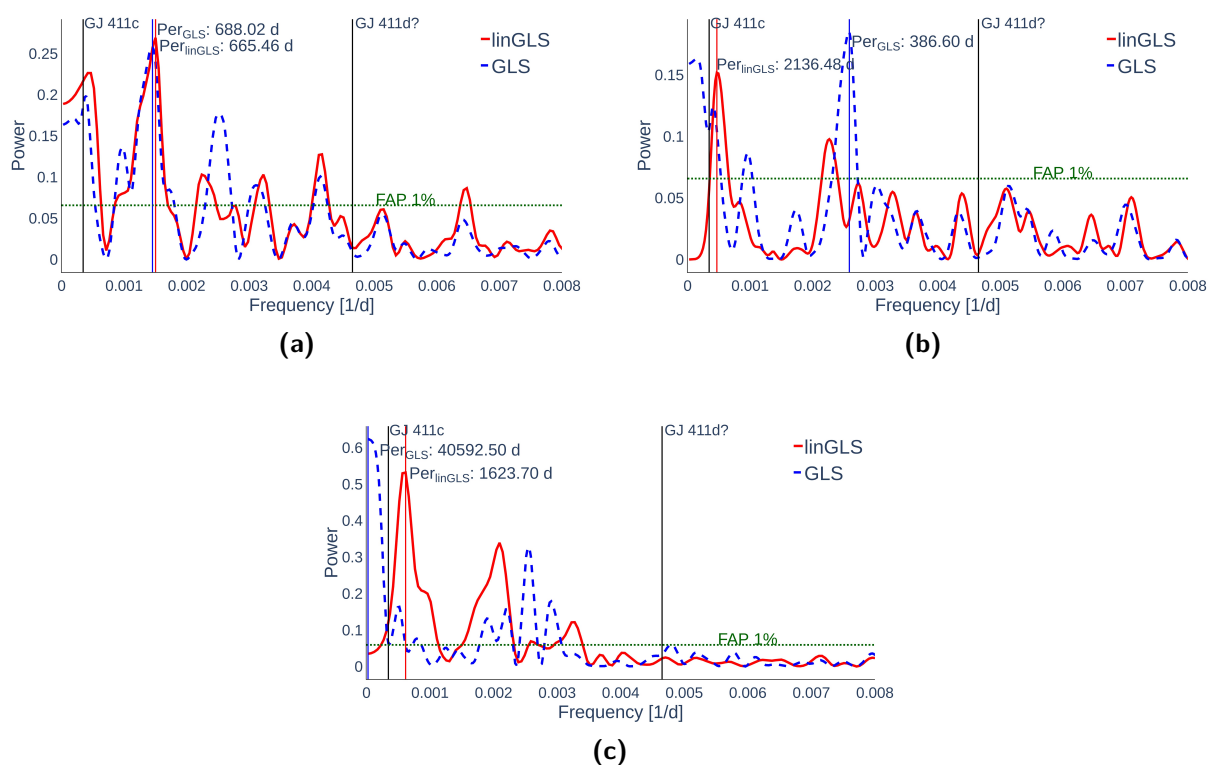 GJ 411c
GJ 411d?
Per_GLS: 688.02 d
Per_linGLS: 665.46 d
linGLS
GLS
0.25
0.2
0.15
0.1
0.05
0
Power
FAP 1%
0 0.001 0.002 0.003 0.004 0.005 0.006 0.007 0.008
Frequency [1/d]
(a)
GJ 411c
GJ 411d?
Per_GLS: 386.60 d
Per_linGLS: 2136.48 d
linGLS
GLS
0.15
0.1
0.05
0
Power
FAP 1%
0 0.001 0.002 0.003 0.004 0.005 0.006 0.007 0.008
Frequency [1/d]
(b)
GJ 411c
GJ 411d?
Per_GLS: 40592.50 d
Per_linGLS: 1623.70 d
linGLS
GLS
0.6
0.5
0.4
0.3
0.2
0.1
0
Power
FAP 1%
0 0.001 0.002 0.003 0.004 0.005 0.006 0.007 0.008
Frequency [1/d]
(c)